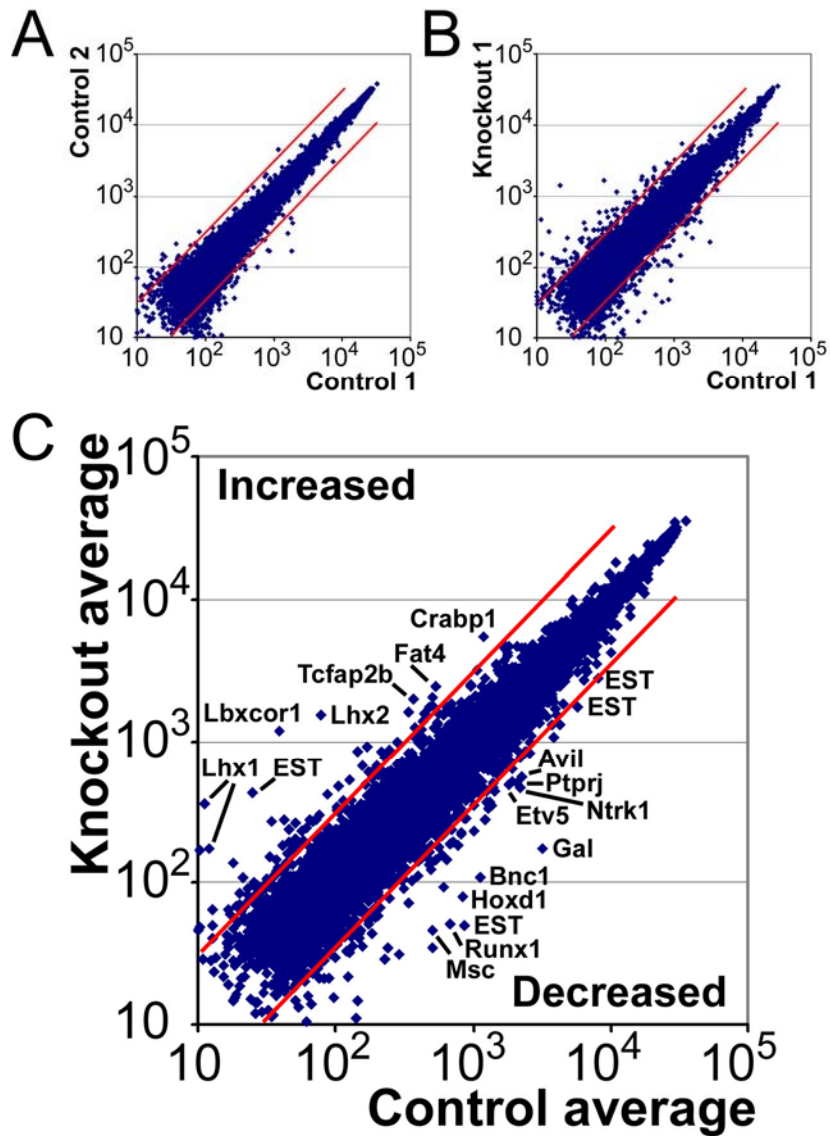 A
B
10^5
10^4
10^3
10^2
10
Control 2
10
10^2
10^3
10^4
10^5
Control 1
10^5
10^4
10^3
10^2
10
Knockout 1
10
10^2
10^3
10^4
10^5
Control 1
C
Knockout average
10^5
10^4
10^3
10^2
10
Increased
Crabp1
Fat4
Tcfap2b
Lbxcor1
Lhx2
Lhx1
EST
EST
EST
Avil
Ptprj
Ntrk1
Etv5
Gal
Bnc1
Hoxd1
EST
Runx1
Msc
Decreased
10
10^2
10^3
10^4
10^5
Control average